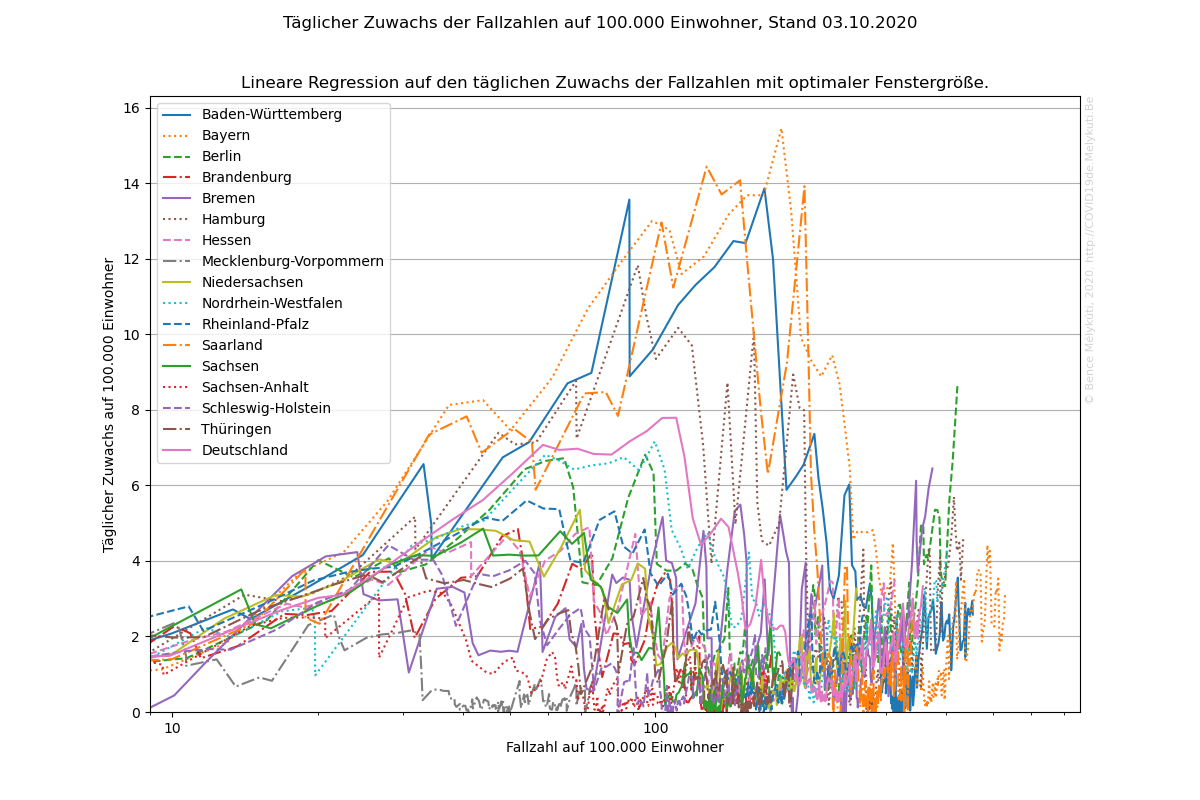 Täglicher Zuwachs der Fallzahlen auf 100.000 Einwohner, Stand 03.10.2020
Lineare Regression auf den täglichen Zuwachs der Fallzahlen mit optimaler Fenstergröße.
16
14
12
10
8
6
4
2
0
Täglicher Zuwachs auf 100.000 Einwohner
Baden-Württemberg
Bayern
Berlin
Brandenburg
Bremen
Hamburg
Hessen
Mecklenburg-Vorpommern
Niedersachsen
Nordrhein-Westfalen
Rheinland-Pfalz
Saarland
Sachsen
Sachsen-Anhalt
Schleswig-Holstein
Thüringen
Deutschland
10
100
Fallzahl auf 100.000 Einwohner
© Bence Mélykúti, 2020. http://COVID19de.Melykuti.Be